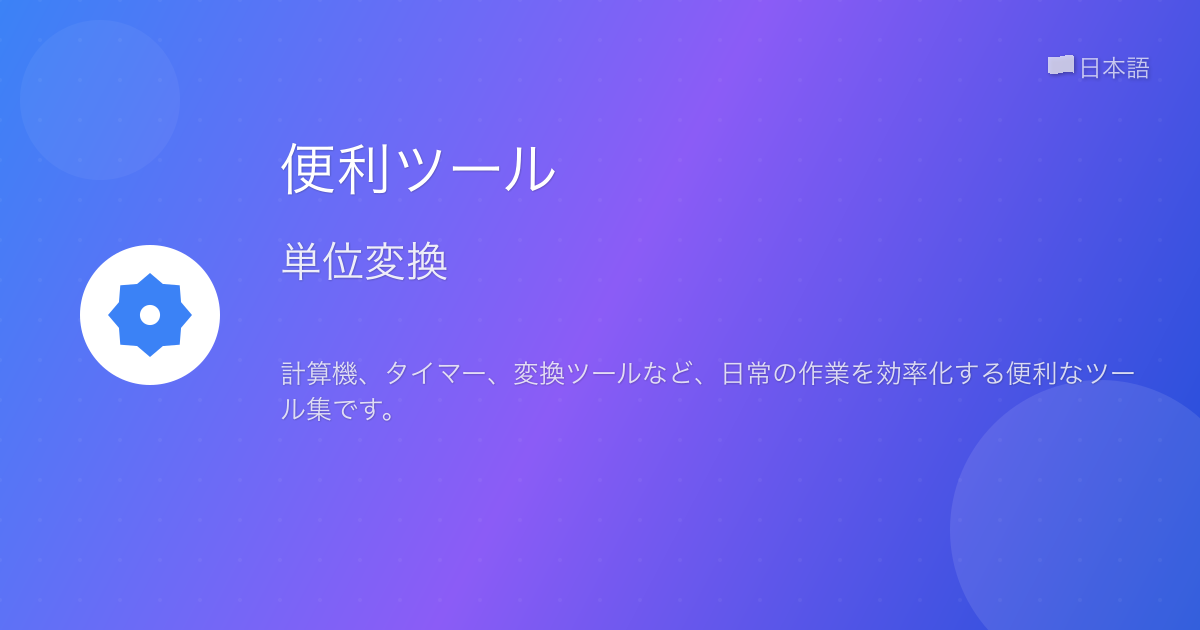 日本語
便利ツール
単位変換
計算機、タイマー、変換ツールなど、日常の作業を効率化する便利なツー
ル集です。